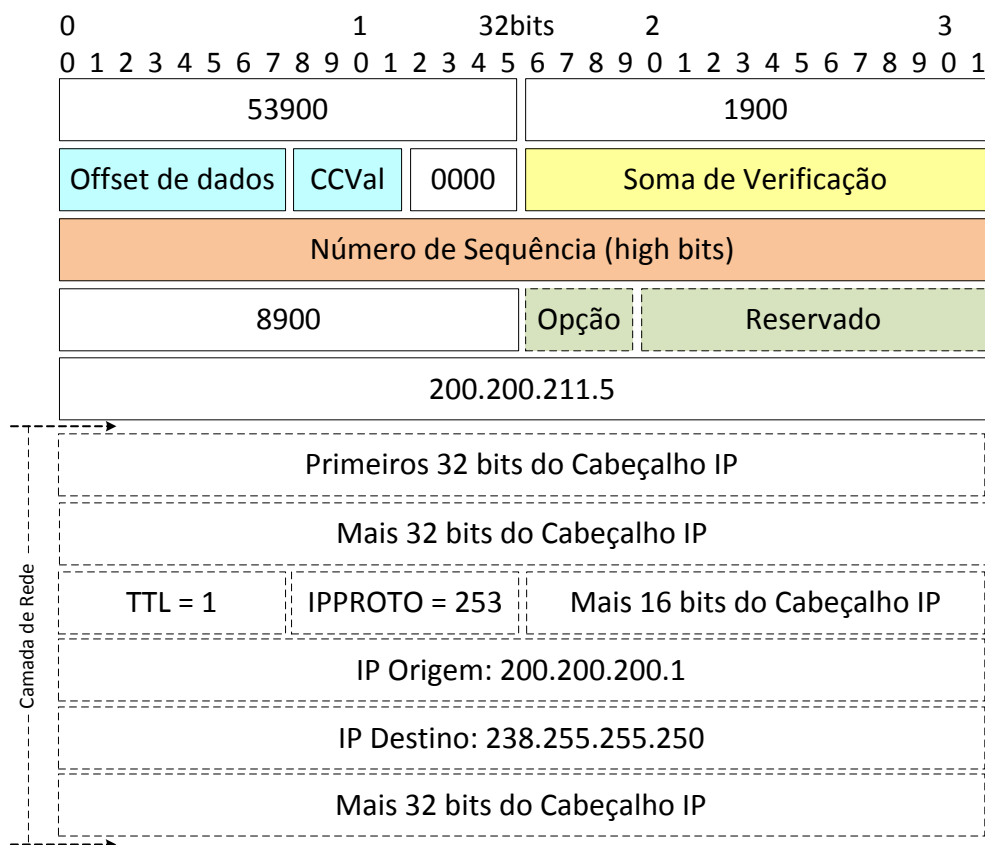 0 1 32bits 2 3
0 1 2 3 4 5 6 7 8 9 0 1 2 3 4 5 6 7 8 9 0 1 2 3 4 5 6 7 8 9 0 1
53900 1900
Offset de dados CCVal 0000 Soma de Verificação
Número de Sequência (high bits)
8900 Opção Reservado
200.200.211.5
Primeiros 32 bits do Cabeçalho IP
Mais 32 bits do Cabeçalho IP
Camada de Rede
TTL = 1 IPPROTO = 253 Mais 16 bits do Cabeçalho IP
IP Origem: 200.200.200.1
IP Destino: 238.255.255.250
Mais 32 bits do Cabeçalho IP